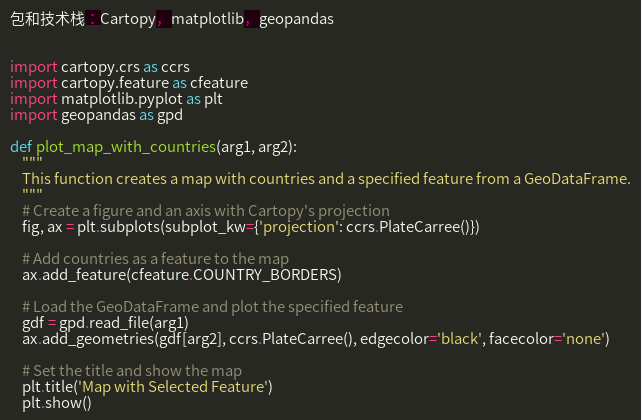 包和技术栈：Cartopy，matplotlib，geopandas
import cartopy.crs as ccrs
import cartopy.feature as cfeature
import matplotlib.pyplot as plt
import geopandas as gpd
def plot_map_with_countries(arg1, arg2):
"""
This function creates a map with countries and a specified feature from a GeoDataFrame.
"""
# Create a figure and an axis with Cartopy's projection
fig, ax = plt.subplots(subplot_kw={'projection': ccrs.PlateCarree()})
# Add countries as a feature to the map
ax.add_feature(cfeature.COUNTRY_BORDERS)
# Load the GeoDataFrame and plot the specified feature
gdf = gpd.read_file(arg1)
ax.add_geometries(gdf[arg2], ccrs.PlateCarree(), edgecolor='black', facecolor='none')
# Set the title and show the map
plt.title('Map with Selected Feature')
plt.show()